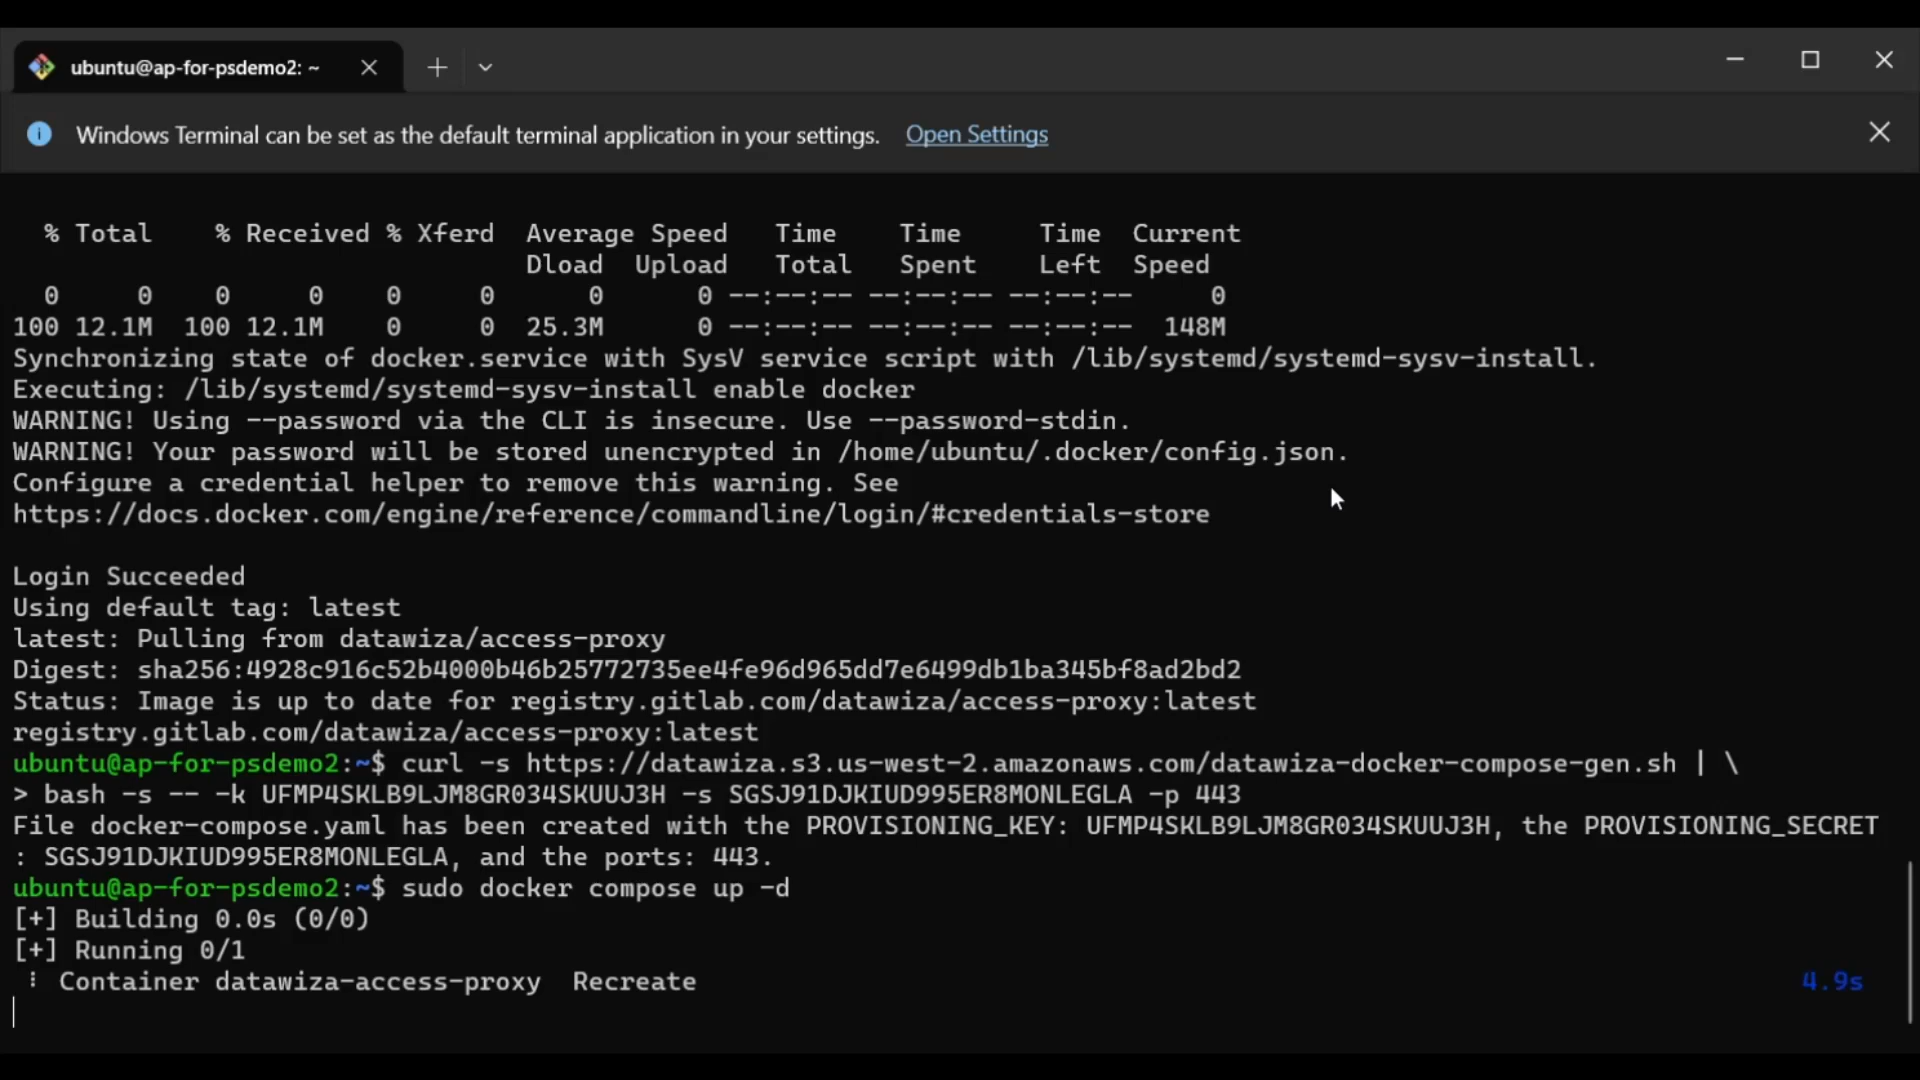 ubuntu@ap-for-psdemo2: ~
Windows Terminal can be set as the default terminal application in your settings. Open Settings
% Total % Received % Xferd Average Speed Time Time Time Current
Dload Upload Total Spent Left Speed
0 0 0 0 0 0 0 0 --:--:-- --:--:-- --:--:-- 0
100 12.1M 100 12.1M 0 0 25.3M 0 --:--:-- --:--:-- --:--:-- 148M
Synchronizing state of docker.service with SysV service script with /lib/systemd/systemd-sysv-install.
Executing: /lib/systemd/systemd-sysv-install enable docker
WARNING! Using --password via the CLI is insecure. Use --password-stdin.
WARNING! Your password will be stored unencrypted in /home/ubuntu/.docker/config.json.
Configure a credential helper to remove this warning. See
https://docs.docker.com/engine/reference/commandline/login/#credentials-store
Login Succeeded
Using default tag: latest
latest: Pulling from datawiza/access-proxy
Digest: sha256:4928c916c52b4000b46b25772735ee4fe96d965dd7e6499db1ba345bf8ad2bd2
Status: Image is up to date for registry.gitlab.com/datawiza/access-proxy:latest
registry.gitlab.com/datawiza/access-proxy:latest
ubuntu@ap-for-psdemo2:~$ curl -s https://datawiza.s3.us-west-2.amazonaws.com/datawiza-docker-compose-gen.sh | \
> bash -s -- -k UFMP4SKLB9LJM8GR034SKUUJ3H -s SGSJ91DJKIUD995ER8MONLEGLA -p 443
File docker-compose.yaml has been created with the PROVISIONING_KEY: UFMP4SKLB9LJM8GR034SKUUJ3H, the PROVISIONING_SECRET
: SGSJ91DJKIUD995ER8MONLEGLA, and the ports: 443.
ubuntu@ap-for-psdemo2:~$ sudo docker compose up -d
[+] Building 0.0s (0/0)
[+] Running 0/1
⠇ Container datawiza-access-proxy Recreate 4.9s